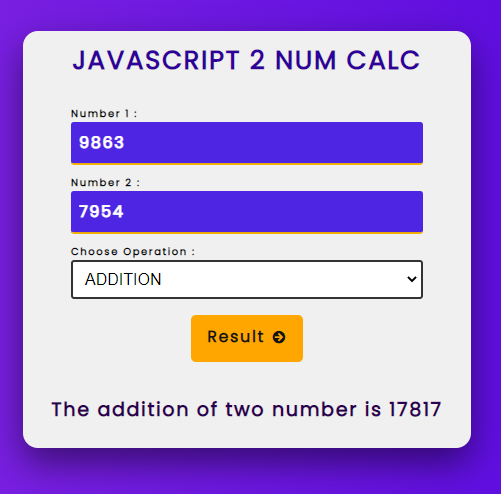 JAVASCRIPT 2 NUM CALC
Number 1 :
9863
Number 2 :
7954
Choose Operation :
ADDITION
Result
The addition of two number is 17817